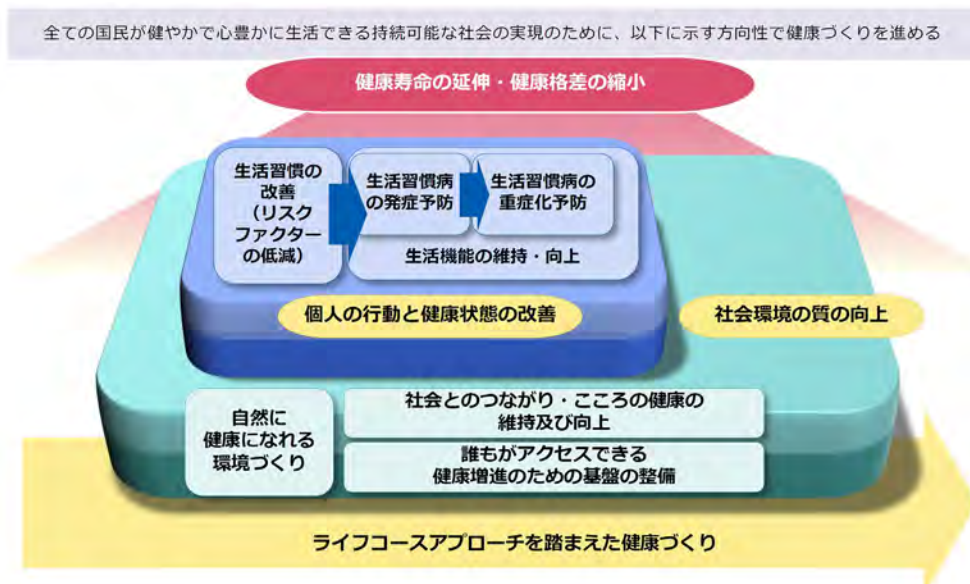 全ての国民が健やかで心豊かに生活できる持続可能な社会の実現のために、以下に示す方向性で健康づくりを進める
健康寿命の延伸・健康格差の縮小
生活習慣の
改善
（リスク
ファクター
の低減）
生活習慣病
の発症予防
生活習慣病の
重症化予防
生活機能の維持・向上
個人の行動と健康状態の改善
社会環境の質の向上
自然に
健康になれる
環境づくり
社会とのつながり・こころの健康の
維持及び向上
誰もがアクセスできる
健康増進のための基盤の整備
ライフコースアプローチを踏まえた健康づくり